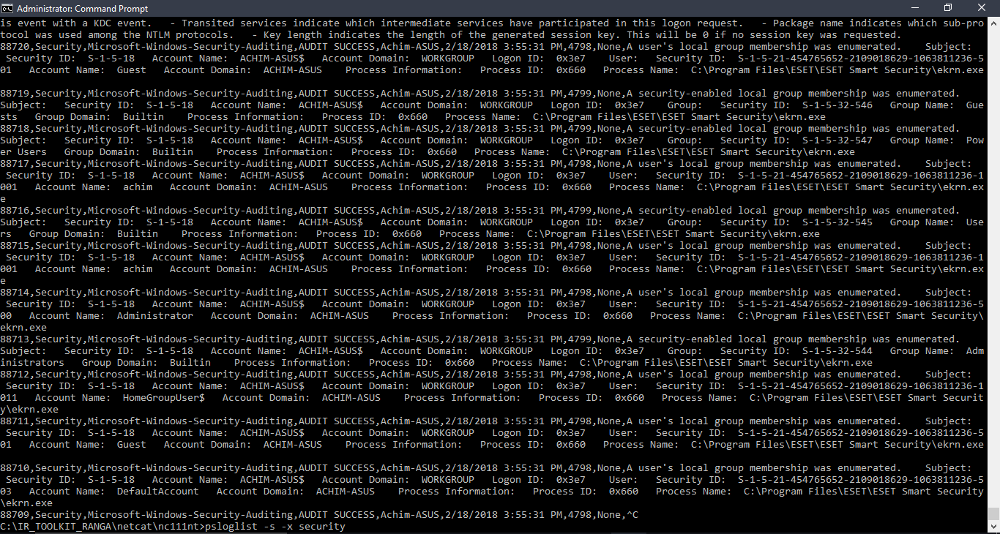 Administrator: Command Prompt
is event with a KDC event.   - Transited services indicate which intermediate services have participated in this logon request.   - Package name indicates which sub-pro
tocol was used among the NTLM protocols.   - Key length indicates the length of the generated session key. This will be 0 if no session key was requested.
88720,Security,Microsoft-Windows-Security-Auditing,AUDIT SUCCESS,Achim-ASUS,2/18/2018 3:55:31 PM,4798,None,A user's local group membership was enumerated.    Subject:
 Security ID:  S-1-5-18   Account Name:  ACHIM-ASUS$   Account Domain:  WORKGROUP   Logon ID:  0x3e7    User:   Security ID:  S-1-5-21-454765652-2109018629-1063811236-5
01   Account Name:  Guest   Account Domain:  ACHIM-ASUS    Process Information:   Process ID:  0x660   Process Name:  C:\Program Files\ESET\ESET Smart Security\ekrn.exe
88719,Security,Microsoft-Windows-Security-Auditing,AUDIT SUCCESS,Achim-ASUS,2/18/2018 3:55:31 PM,4799,None,A security-enabled local group membership was enumerated.
Subject:   Security ID:  S-1-5-18   Account Name:  ACHIM-ASUS$   Account Domain:  WORKGROUP   Logon ID:  0x3e7    Group:   Security ID:  S-1-5-32-546   Group Name:  Gue
sts   Group Domain:  Builtin    Process Information:   Process ID:  0x660   Process Name:  C:\Program Files\ESET\ESET Smart Security\ekrn.exe
88718,Security,Microsoft-Windows-Security-Auditing,AUDIT SUCCESS,Achim-ASUS,2/18/2018 3:55:31 PM,4799,None,A security-enabled local group membership was enumerated.
Subject:   Security ID:  S-1-5-18   Account Name:  ACHIM-ASUS$   Account Domain:  WORKGROUP   Logon ID:  0x3e7    Group:   Security ID:  S-1-5-32-547   Group Name:  Pow
er Users   Group Domain:  Builtin    Process Information:   Process ID:  0x660   Process Name:  C:\Program Files\ESET\ESET Smart Security\ekrn.exe
88717,Security,Microsoft-Windows-Security-Auditing,AUDIT SUCCESS,Achim-ASUS,2/18/2018 3:55:31 PM,4798,None,A user's local group membership was enumerated.    Subject:
 Security ID:  S-1-5-18   Account Name:  ACHIM-ASUS$   Account Domain:  WORKGROUP   Logon ID:  0x3e7    User:   Security ID:  S-1-5-21-454765652-2109018629-1063811236-1
001   Account Name:  achim   Account Domain:  ACHIM-ASUS    Process Information:   Process ID:  0x660   Process Name:  C:\Program Files\ESET\ESET Smart Security\ekrn.ex
e
88716,Security,Microsoft-Windows-Security-Auditing,AUDIT SUCCESS,Achim-ASUS,2/18/2018 3:55:31 PM,4799,None,A security-enabled local group membership was enumerated.
Subject:   Security ID:  S-1-5-18   Account Name:  ACHIM-ASUS$   Account Domain:  WORKGROUP   Logon ID:  0x3e7    Group:   Security ID:  S-1-5-32-545   Group Name:  Use
rs   Group Domain:  Builtin    Process Information:   Process ID:  0x660   Process Name:  C:\Program Files\ESET\ESET Smart Security\ekrn.exe
88715,Security,Microsoft-Windows-Security-Auditing,AUDIT SUCCESS,Achim-ASUS,2/18/2018 3:55:31 PM,4798,None,A user's local group membership was enumerated.    Subject:
 Security ID:  S-1-5-18   Account Name:  ACHIM-ASUS$   Account Domain:  WORKGROUP   Logon ID:  0x3e7    User:   Security ID:  S-1-5-21-454765652-2109018629-1063811236-1
001   Account Name:  achim   Account Domain:  ACHIM-ASUS    Process Information:   Process ID:  0x660   Process Name:  C:\Program Files\ESET\ESET Smart Security\ekrn.ex
e
88714,Security,Microsoft-Windows-Security-Auditing,AUDIT SUCCESS,Achim-ASUS,2/18/2018 3:55:31 PM,4798,None,A user's local group membership was enumerated.    Subject:
 Security ID:  S-1-5-18   Account Name:  ACHIM-ASUS$   Account Domain:  WORKGROUP   Logon ID:  0x3e7    User:   Security ID:  S-1-5-21-454765652-2109018629-1063811236-5
00   Account Name:  Administrator   Account Domain:  ACHIM-ASUS    Process Information:   Process ID:  0x660   Process Name:  C:\Program Files\ESET\ESET Smart Security\
ekrn.exe
88713,Security,Microsoft-Windows-Security-Auditing,AUDIT SUCCESS,Achim-ASUS,2/18/2018 3:55:31 PM,4799,None,A security-enabled local group membership was enumerated.
Subject:   Security ID:  S-1-5-18   Account Name:  ACHIM-ASUS$   Account Domain:  WORKGROUP   Logon ID:  0x3e7    Group:   Security ID:  S-1-5-32-544   Group Name:  Adm
inistrators   Group Domain:  Builtin    Process Information:   Process ID:  0x660   Process Name:  C:\Program Files\ESET\ESET Smart Security\ekrn.exe
88712,Security,Microsoft-Windows-Security-Auditing,AUDIT SUCCESS,Achim-ASUS,2/18/2018 3:55:31 PM,4798,None,A user's local group membership was enumerated.    Subject:
 Security ID:  S-1-5-18   Account Name:  ACHIM-ASUS$   Account Domain:  WORKGROUP   Logon ID:  0x3e7    User:   Security ID:  S-1-5-21-454765652-2109018629-1063811236-1
011   Account Name:  HomeGroupUser$   Account Domain:  ACHIM-ASUS    Process Information:   Process ID:  0x660   Process Name:  C:\Program Files\ESET\ESET Smart Securit
y\ekrn.exe
88711,Security,Microsoft-Windows-Security-Auditing,AUDIT SUCCESS,Achim-ASUS,2/18/2018 3:55:31 PM,4798,None,A user's local group membership was enumerated.    Subject:
 Security ID:  S-1-5-18   Account Name:  ACHIM-ASUS$   Account Domain:  WORKGROUP   Logon ID:  0x3e7    User:   Security ID:  S-1-5-21-454765652-2109018629-1063811236-5
01   Account Name:  Guest   Account Domain:  ACHIM-ASUS    Process Information:   Process ID:  0x660   Process Name:  C:\Program Files\ESET\ESET Smart Security\ekrn.exe
88710,Security,Microsoft-Windows-Security-Auditing,AUDIT SUCCESS,Achim-ASUS,2/18/2018 3:55:31 PM,4798,None,A user's local group membership was enumerated.    Subject:
 Security ID:  S-1-5-18   Account Name:  ACHIM-ASUS$   Account Domain:  WORKGROUP   Logon ID:  0x3e7    User:   Security ID:  S-1-5-21-454765652-2109018629-1063811236-5
03   Account Name:  DefaultAccount   Account Domain:  ACHIM-ASUS    Process Information:   Process ID:  0x660   Process Name:  C:\Program Files\ESET\ESET Smart Security
\ekrn.exe
88709,Security,Microsoft-Windows-Security-Auditing,AUDIT SUCCESS,Achim-ASUS,2/18/2018 3:55:31 PM,4798,None,^C
C:\IR_TOOLKIT_RANGA\netcat\nc111nt>psloglist -s -x security